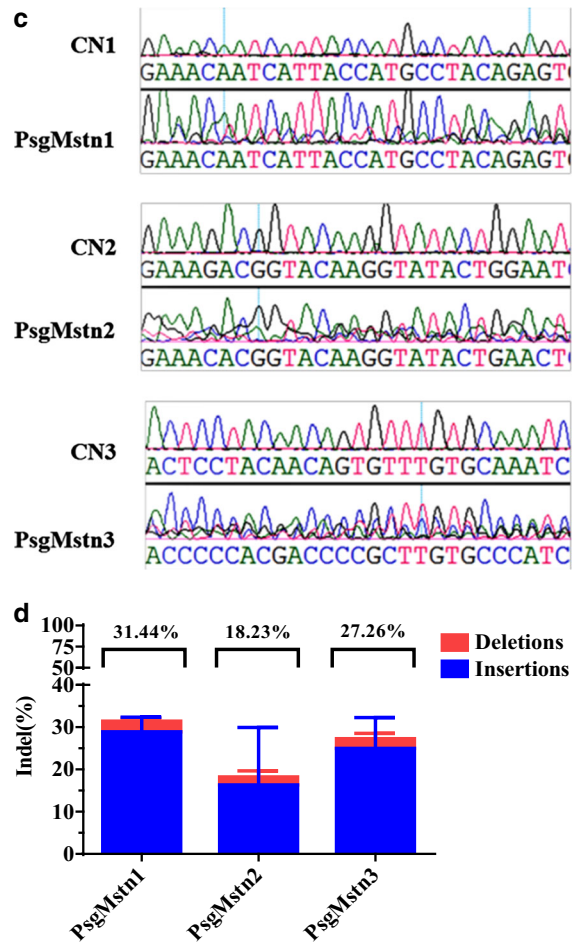 c
CN1
GAAACAATCATTACCATGCCTACAGAGT
PsgMstn1
GAAACAATCATTACCATGCCTACAGAGT
CN2
GAAAGACGGTACAAGGTATACTGGAAT
PsgMstn2
GAAACACGGTACAAGGTATACTGAACT
CN3
ACTCCTACAACAGTGTTTGTGCAAATC
PsgMstn3
ACCCCCACGACCCCGCTTGTGCCCATC
d
100
75
50
40
30
20
10
0
Indel(%)
31.44%
18.23%
27.26%
Deletions
Insertions
PsgMstn1
PsgMstn2
PsgMstn3